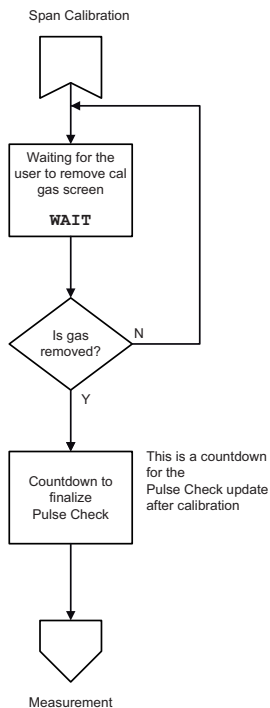 Span Calibration
Waiting for the
user to remove cal
gas screen
WAIT
Is gas
removed?
N
Y
Countdown to
finalize
Pulse Check
This is a countdown
for the
Pulse Check update
after calibration
Measurement